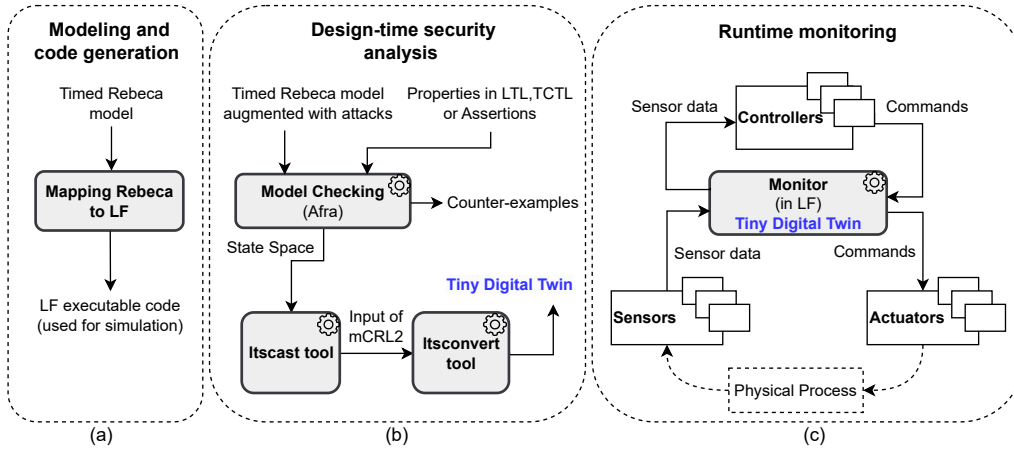 Modeling and
code generation
Timed Rebeca
model
Mapping Rebeca
to LF
LF executable code
(used for simulation)
(a)
Design-time security
analysis
Timed Rebeca model
augmented with attacks
Properties in LTL,TCTL
or Assertions
Model Checking
(Afra)
Counter-examples
State Space
Tiny Digital Twin
ltscast tool
Input of
mCRL2
ltsconvert
tool
(b)
Runtime monitoring
Sensor data
Controllers
Commands
Monitor
(in LF)
Tiny Digital Twin
Sensor data
Commands
Sensors
Actuators
Physical Process
(c)